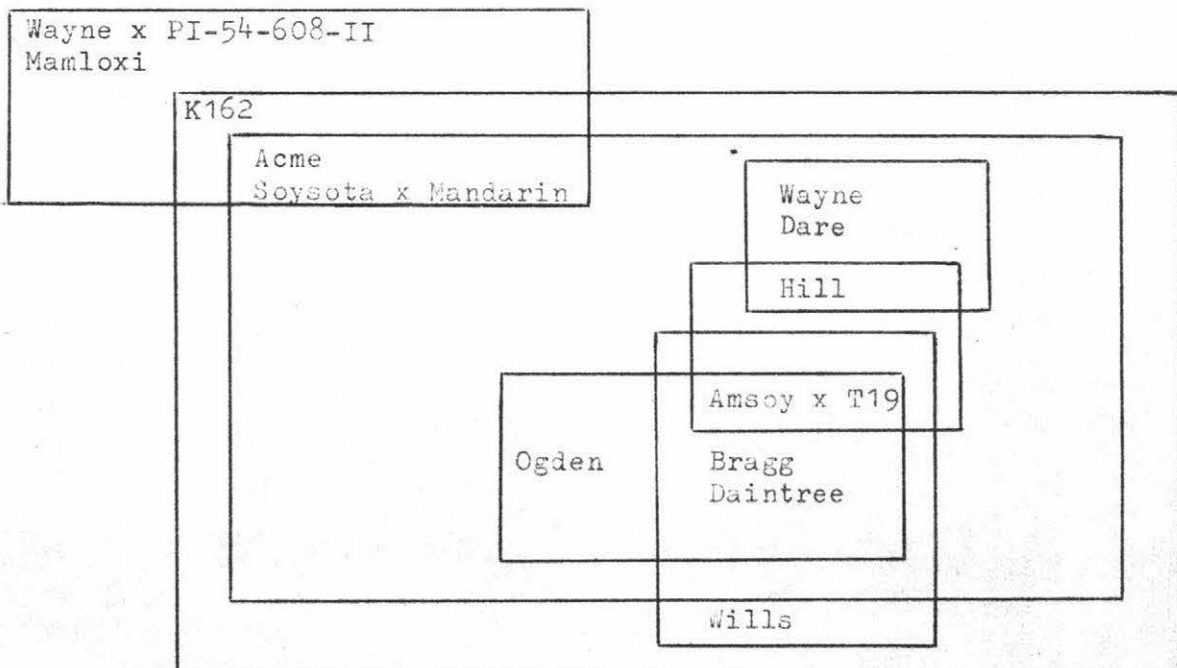 Wayne x PI-54-608-II
Mamloxi
K162
Acme
Soysota x Mandarin
Wayne
Dare
Hill
Amsoy x T19
Ogden
Bragg
Daintree
Wills